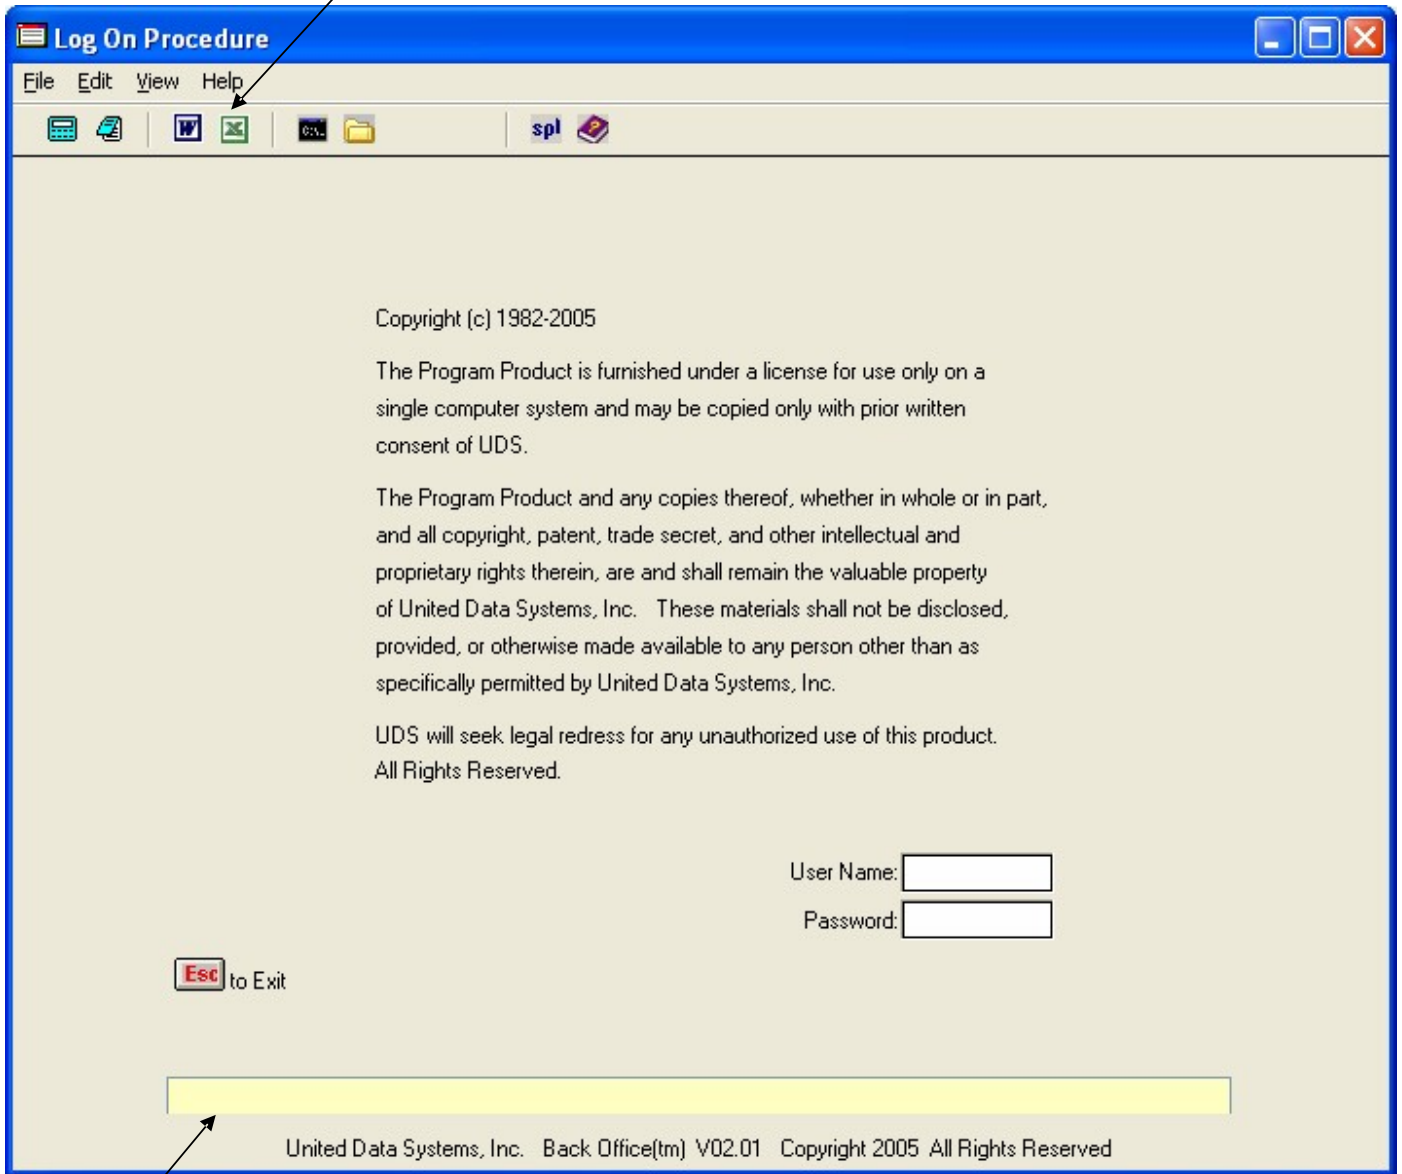 Log On Procedure
File Edit View Help
W X C:\. spl ?
Copyright (c) 1982-2005
The Program Product is furnished under a license for use only on a
single computer system and may be copied only with prior written
consent of UDS.
The Program Product and any copies thereof, whether in whole or in part,
and all copyright, patent, trade secret, and other intellectual and
proprietary rights therein, are and shall remain the valuable property
of United Data Systems, Inc. These materials shall not be disclosed,
provided, or otherwise made available to any person other than as
specifically permitted by United Data Systems, Inc.
UDS will seek legal redress for any unauthorized use of this product.
All Rights Reserved.
User Name:
Password:
Esc to Exit
United Data Systems, Inc. Back Office(tm) V02.01 Copyright 2005 All Rights Reserved